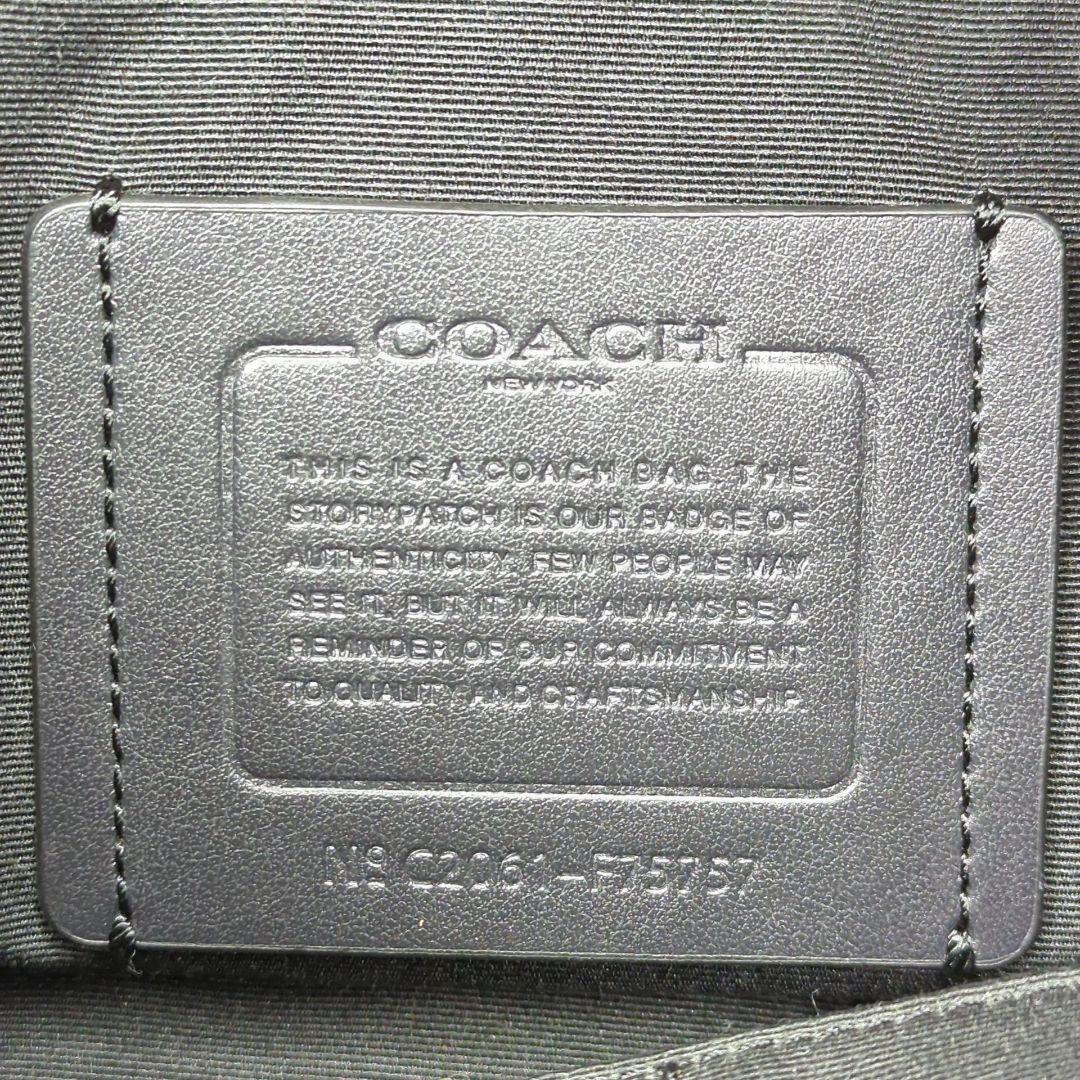 COACH
NEW YORK
THIS IS A COACH BAG. THE
STORYPATCH IS OUR BADGE OF
AUTHENTICITY. FEW PEOPLE MAY
SEE IT, BUT IT WILL ALWAYS BE A
REMINDER OF OUR COMMITMENT
TO QUALITY AND CRAFTSMANSHIP.
Nº C2061-F75757